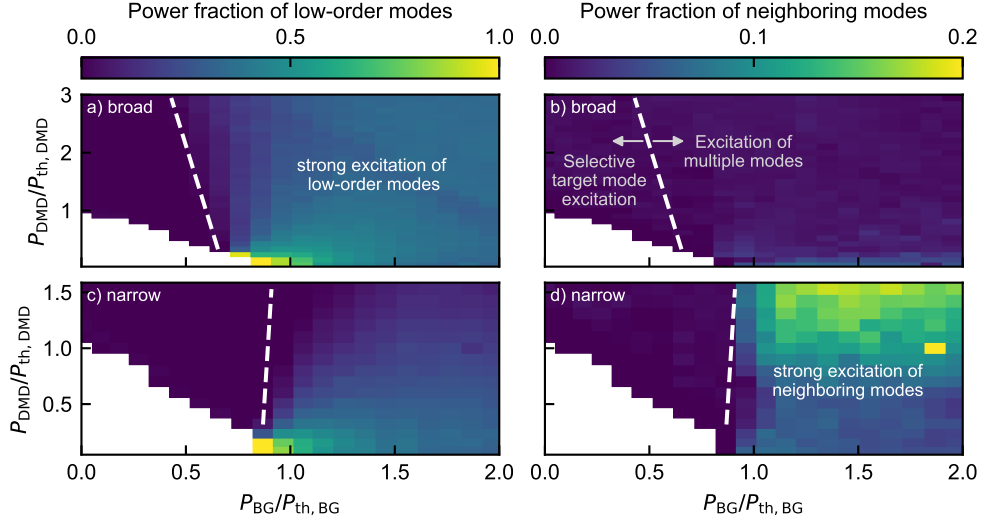 Power fraction of low-order modes
Power fraction of neighboring modes
0.0 0.5 1.0
0.0 0.1 0.2
a) broad
b) broad
3
2
1
P_DMD/P_th, DMD
strong excitation of
low-order modes
Selective
target mode
excitation
Excitation of
multiple modes
c) narrow
d) narrow
1.5
1.0
0.5
P_DMD/P_th, DMD
strong excitation of
neighboring modes
0.0 0.5 1.0 1.5 2.0
0.0 0.5 1.0 1.5 2.0
P_BG/P_th, BG
P_BG/P_th, BG